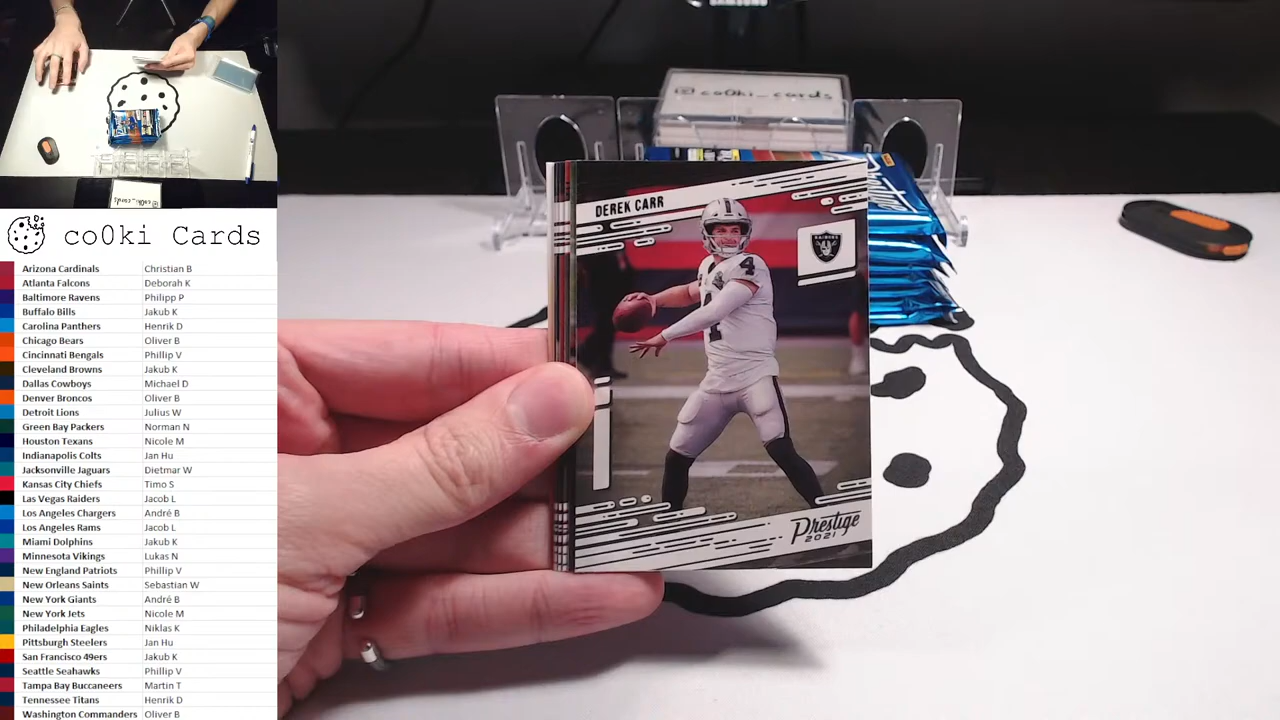 SAMSUNG
@co0ki_cards
DEREK CARR
RAIDERS
4
4
Prestige
2021
co0ki Cards
Arizona Cardinals Christian B
Atlanta Falcons Deborah K
Baltimore Ravens Philipp P
Buffalo Bills Jakub K
Carolina Panthers Henrik D
Chicago Bears Oliver B
Cincinnati Bengals Phillip V
Cleveland Browns Jakub K
Dallas Cowboys Michael D
Denver Broncos Oliver B
Detroit Lions Julius W
Green Bay Packers Norman N
Houston Texans Nicole M
Indianapolis Colts Jan Hu
Jacksonville Jaguars Dietmar W
Kansas City Chiefs Timo S
Las Vegas Raiders Jacob L
Los Angeles Chargers André B
Los Angeles Rams Jacob L
Miami Dolphins Jakub K
Minnesota Vikings Lukas N
New England Patriots Phillip V
New Orleans Saints Sebastian W
New York Giants André B
New York Jets Nicole M
Philadelphia Eagles Niklas K
Pittsburgh Steelers Jan Hu
San Francisco 49ers Jakub K
Seattle Seahawks Phillip V
Tampa Bay Buccaneers Martin T
Tennessee Titans Henrik D
Washington Commanders Oliver B